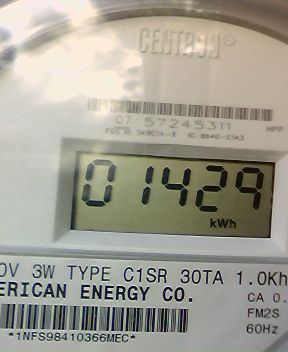 CENTRON®
07 57245311 HPP
01429
kWh
0V 3W TYPE C1SR 30TA 1.0Kh
ERICAN ENERGY CO. CA 0.
FM2S
*1NFS98410366MEC* 60Hz